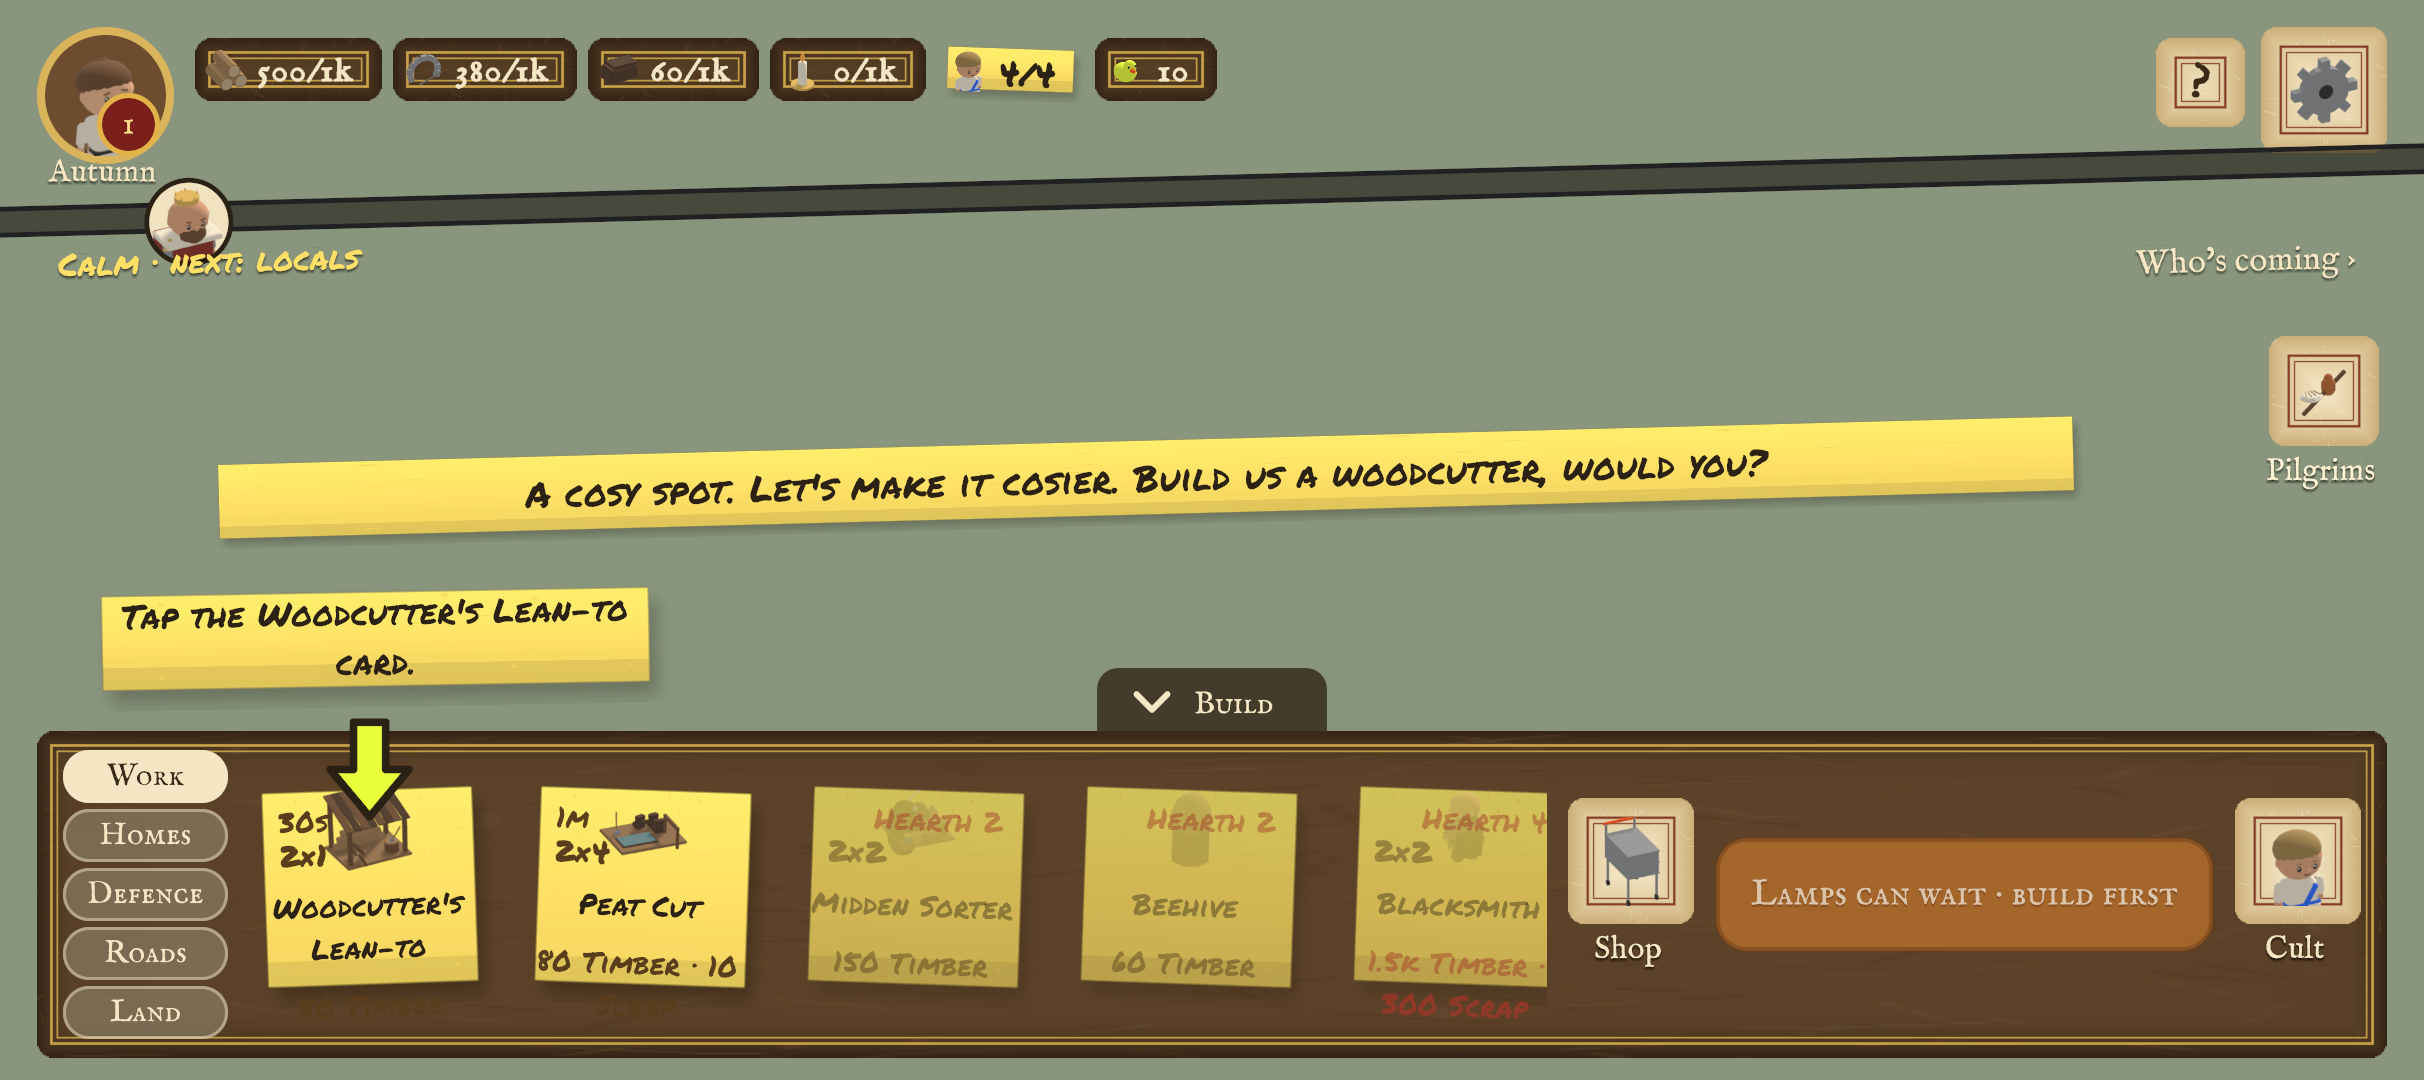 500/1k
380/1k
60/1k
0/1k
4/4
10
?
1
Autumn
Calm · next: locals
Who's coming ›
Pilgrims
A cosy spot. Let's make it cosier. Build us a woodcutter, would you?
Tap the Woodcutter's Lean-to
card.
Build
Work
Homes
Defence
Roads
Land
30s
2x1
Woodcutter's
Lean-to
50 Timber
1m
2x4
Peat Cut
80 Timber · 10
Scrap
Hearth 2
2x2
Midden Sorter
150 Timber
Hearth 2
Beehive
60 Timber
Hearth 4
2x2
Blacksmith
1.5k Timber ·
300 Scrap
Shop
Lamps can wait · build first
Cult